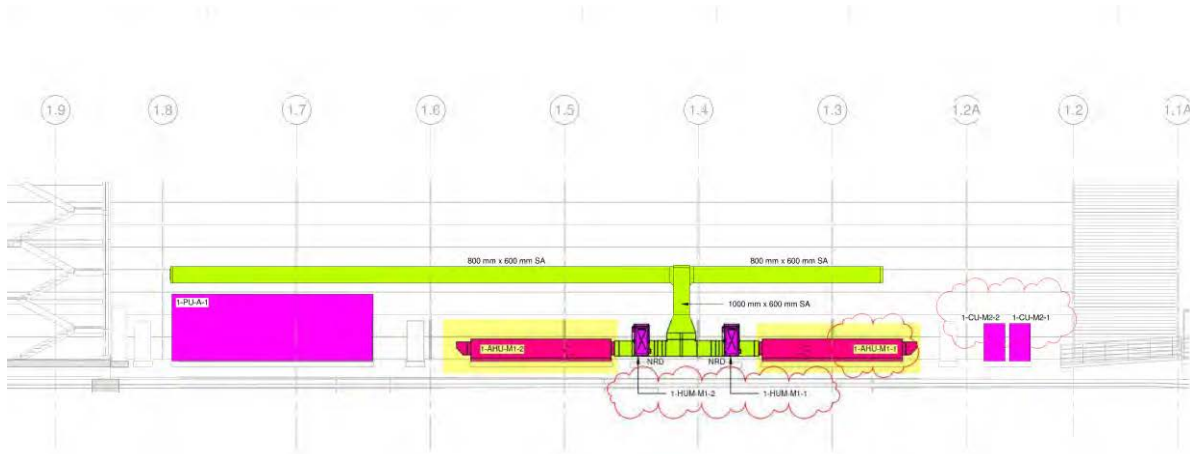 1.9
1.8
1.7
1.6
1.5
1.4
1.3
1.2A
1.2
1.1A
800 mm x 600 mm SA
800 mm x 600 mm SA
1-PU-A-1
1000 mm x 600 mm SA
1-CU-M2-2
1-CU-M2-1
1-AHU-M1-2
1-AHU-M1-1
NRD
NRD
1-HUM-M1-2
1-HUM-M1-1